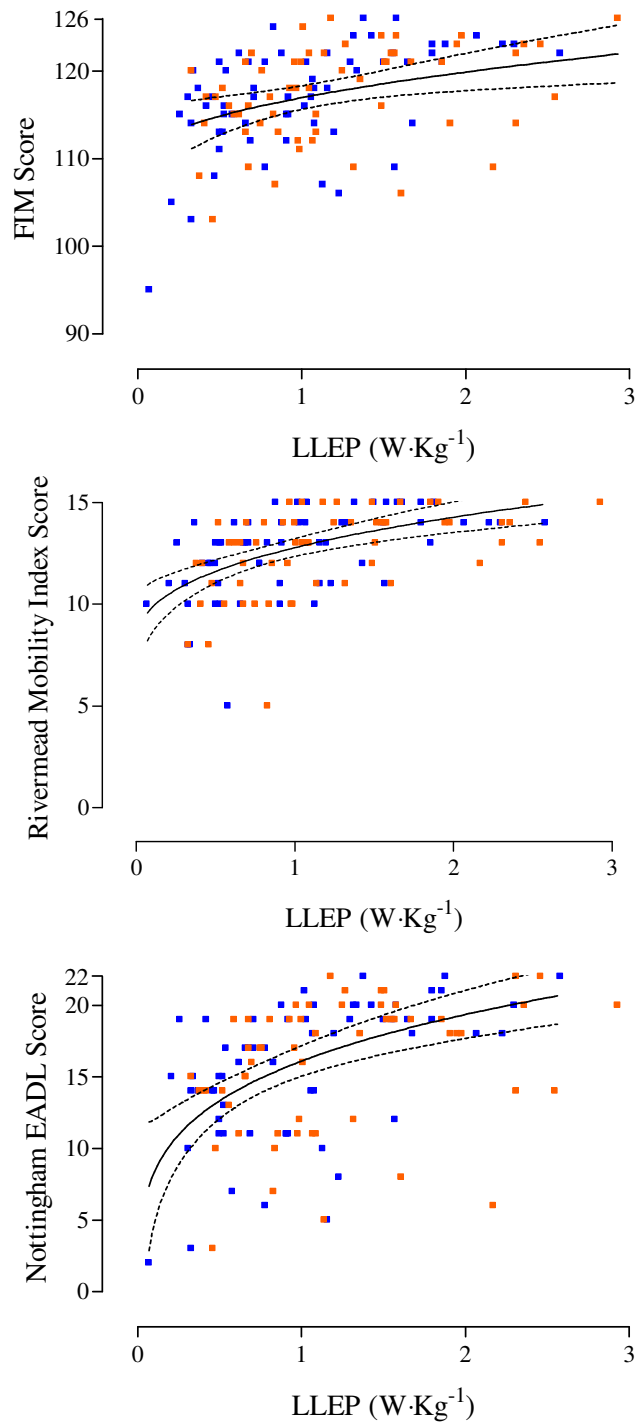 126
120
110
100
90
FIM Score
0 1 2 3
LLEP (W·Kg⁻¹)
15
10
5
0
Rivermead Mobility Index Score
0 1 2 3
LLEP (W·Kg⁻¹)
22
20
15
10
5
0
Nottingham EADL Score
0 1 2 3
LLEP (W·Kg⁻¹)